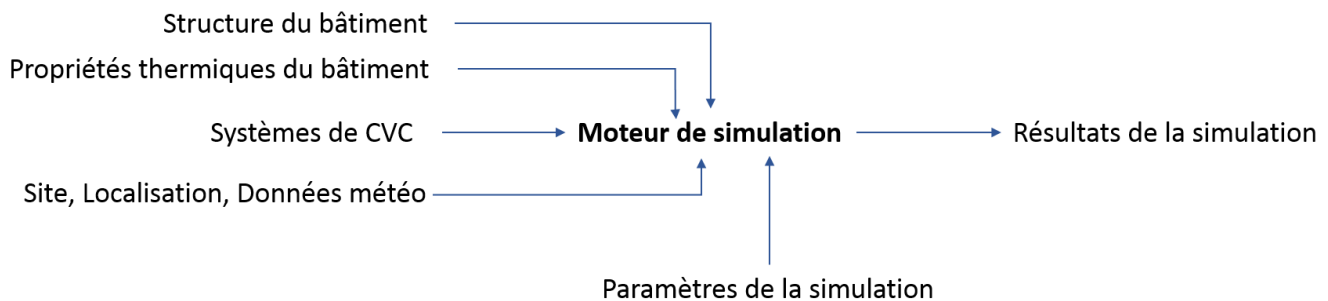 Structure du bâtiment
Propriétés thermiques du bâtiment
Systèmes de CVC
Moteur de simulation
Résultats de la simulation
Site, Localisation, Données météo
Paramètres de la simulation